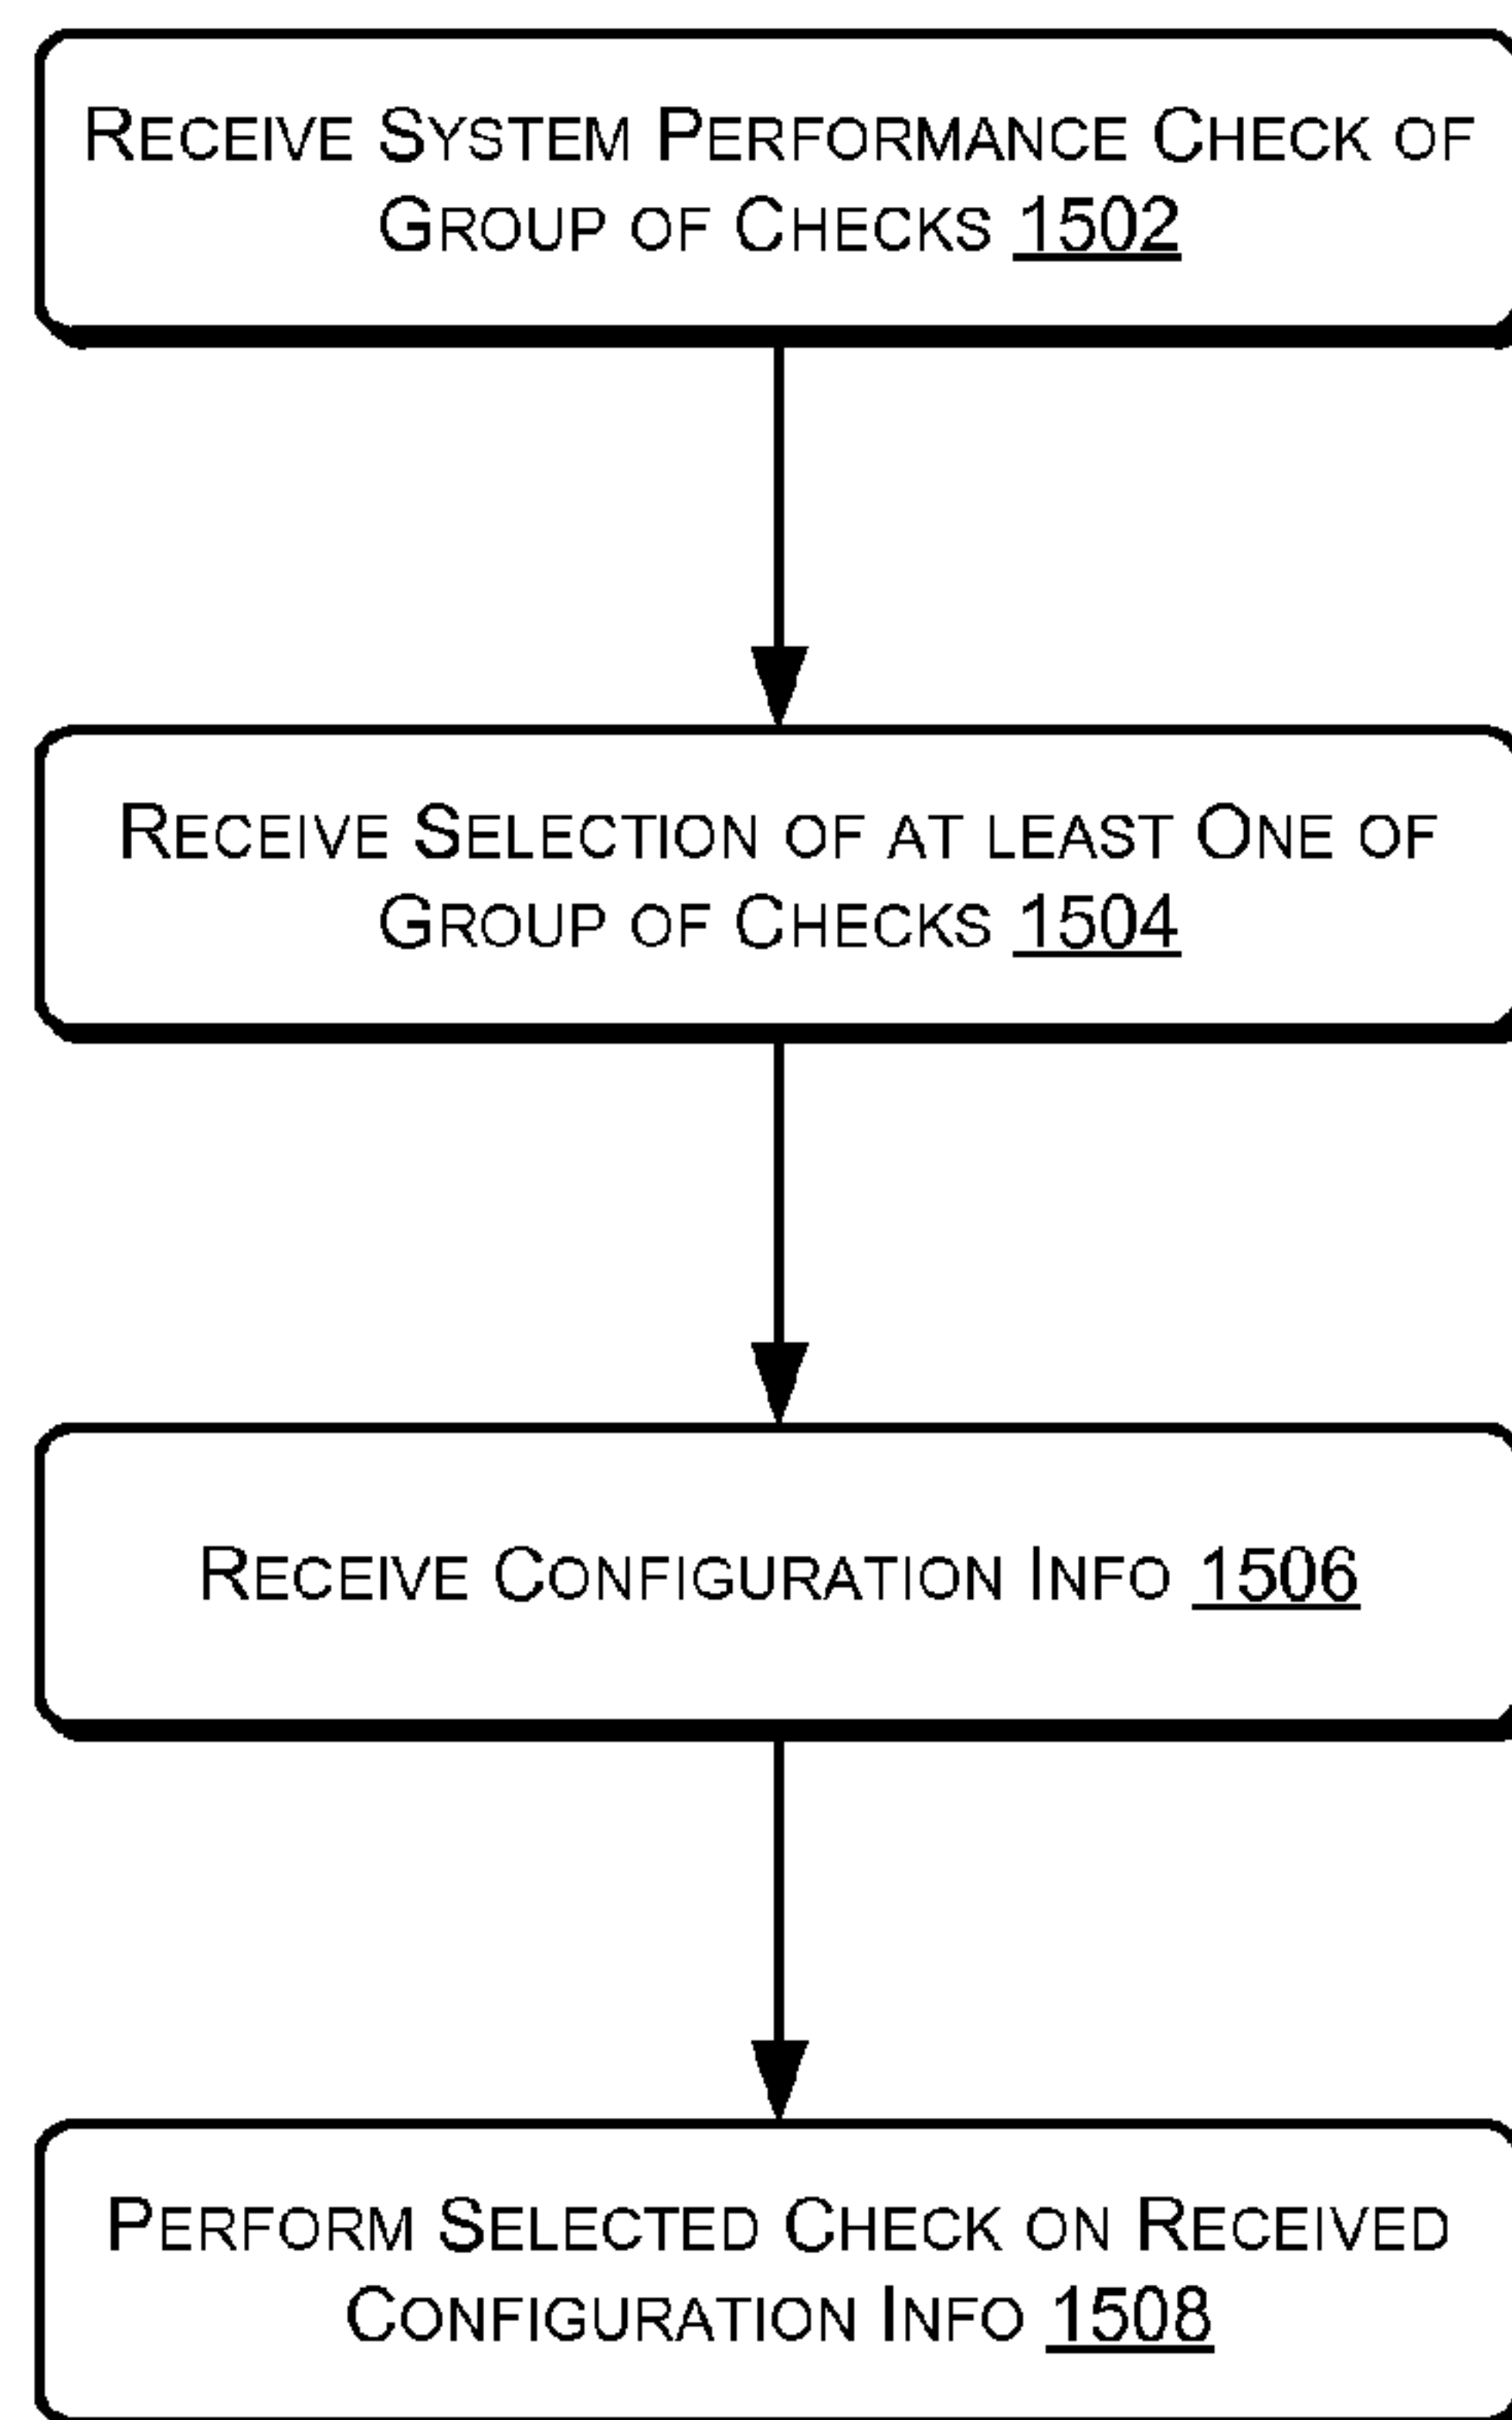 RECEIVE SYSTEM PERFORMANCE CHECK OF
GROUP OF CHECKS 1502
RECEIVE SELECTION OF AT LEAST ONE OF
GROUP OF CHECKS 1504
RECEIVE CONFIGURATION INFO 1506
PERFORM SELECTED CHECK ON RECEIVED
CONFIGURATION INFO 1508